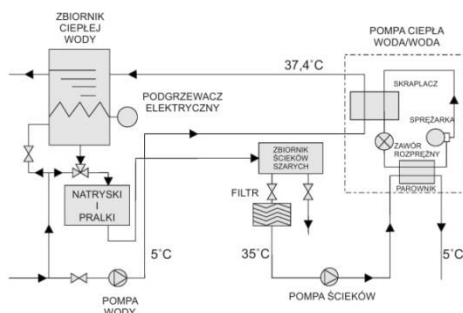 ZBIORNIK
CIEPŁEJ
WODY
POMPA CIEPŁA
WODA/WODA
37,4°C
SKRAPLACZ
PODGRZEWACZ
ELEKTRYCZNY
SPRĘŻARKA
ZAWÓR
ROZPRĘŻNY
ZBIORNIK
ŚCIEKÓW
SZARYCH
PAROWNIK
NATRYSKI
I
PRALKI
FILTR
5°C
35°C
5°C
POMPA
WODY
POMPA ŚCIEKÓW